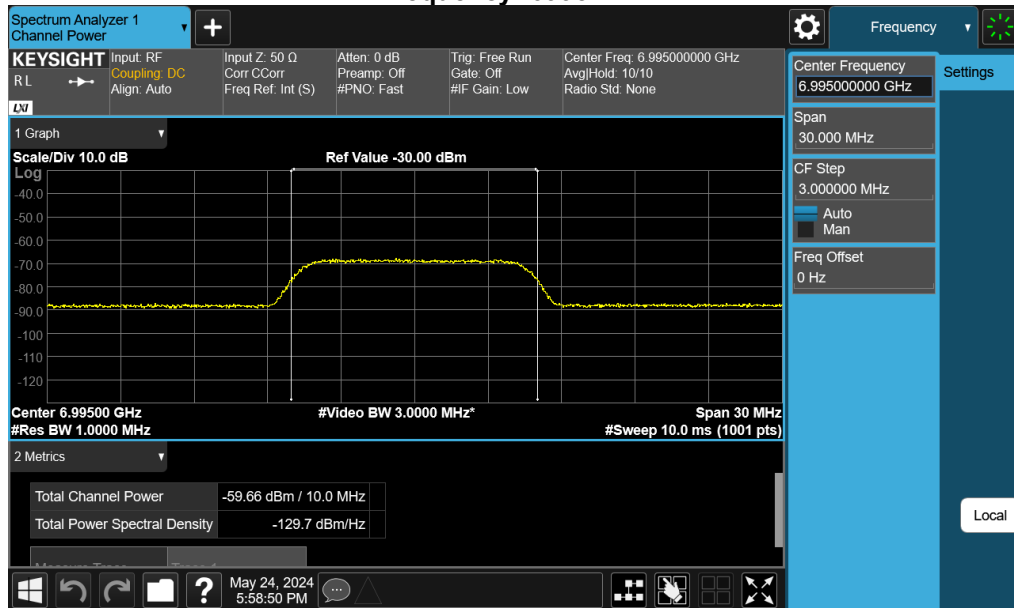 Spectrum Analyzer 1
Channel Power
Frequency
KEYSIGHT
R L
LXI
Input: RF
Coupling: DC
Align: Auto
Input Z: 50 Ω
Corr CCorr
Freq Ref: Int (S)
Atten: 0 dB
Preamp: Off
#PNO: Fast
Trig: Free Run
Gate: Off
#IF Gain: Low
Center Freq: 6.995000000 GHz
Avg|Hold: 10/10
Radio Std: None
Center Frequency
6.995000000 GHz
Settings
Span
30.000 MHz
CF Step
3.000000 MHz
Auto
Man
Freq Offset
0 Hz
Local
1 Graph
Scale/Div 10.0 dB
Ref Value -30.00 dBm
Log
-40.0
-50.0
-60.0
-70.0
-80.0
-90.0
-100
-110
-120
Center 6.99500 GHz
#Video BW 3.0000 MHz*
Span 30 MHz
#Res BW 1.0000 MHz
#Sweep 10.0 ms (1001 pts)
2 Metrics
Total Channel Power
-59.66 dBm / 10.0 MHz
Total Power Spectral Density
-129.7 dBm/Hz
?
May 24, 2024
5:58:50 PM